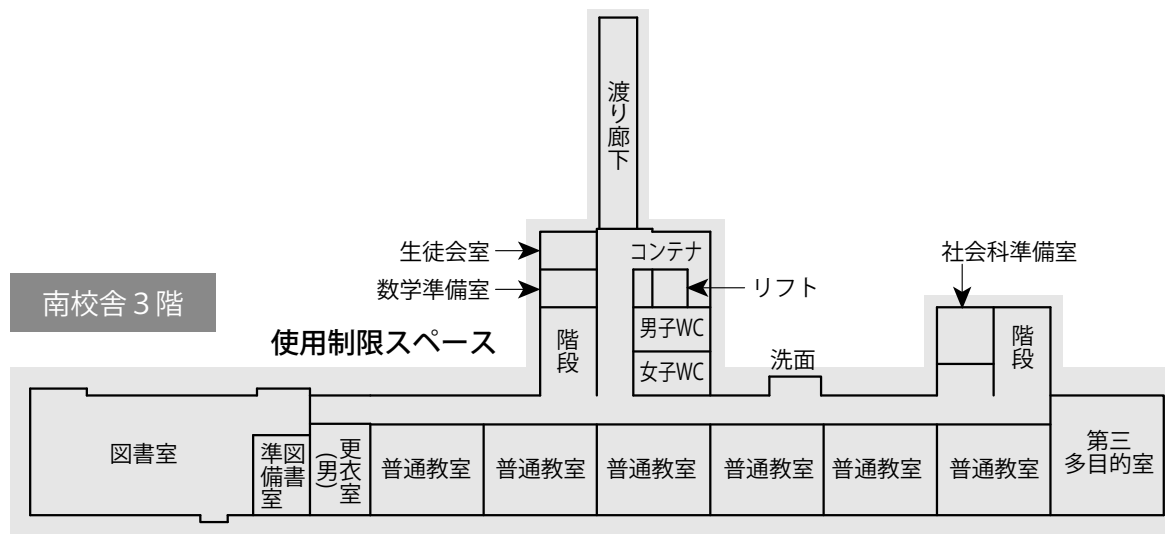 渡り廊下
生徒会室
コンテナ
社会科準備室
数学準備室
リフト
南校舎3階
使用制限スペース
階段
男子WC
女子WC
洗面
階段
図書室
図書準備室
更衣室(男)
普通教室
普通教室
普通教室
普通教室
普通教室
普通教室
第三
多目的室